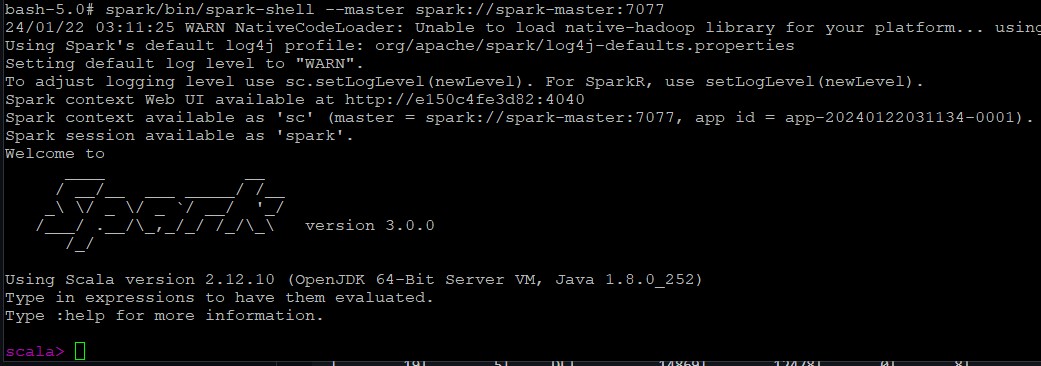 bash-5.0# spark/bin/spark-shell --master spark://spark-master:7077
24/01/22 03:11:25 WARN NativeCodeLoader: Unable to load native-hadoop library for your platform... using
Using Spark's default log4j profile: org/apache/spark/log4j-defaults.properties
Setting default log level to "WARN".
To adjust logging level use sc.setLogLevel(newLevel). For SparkR, use setLogLevel(newLevel).
Spark context Web UI available at http://e150c4fe3d82:4040
Spark context available as 'sc' (master = spark://spark-master:7077, app id = app-20240122031134-0001).
Spark session available as 'spark'.
Welcome to
      ____              __
     / __/__  ___ _____/ /__
    _\ \/ _ \/ _ `/ __/  '_/
   /___/ .__/\_,_/_/ /_/\_\   version 3.0.0
      /_/
Using Scala version 2.12.10 (OpenJDK 64-Bit Server VM, Java 1.8.0_252)
Type in expressions to have them evaluated.
Type :help for more information.
scala>